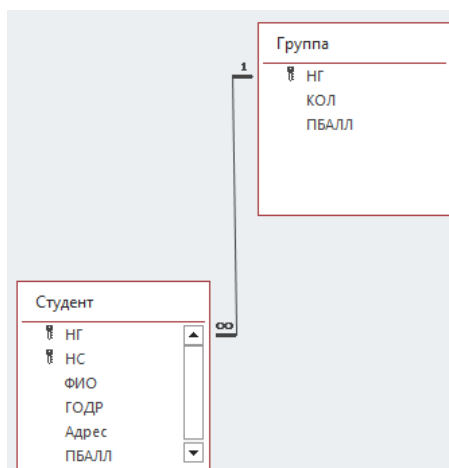 Группа
1
НГ
КОЛ
ПБАЛЛ
Студент
∞
НГ
НС
ФИО
ГОДР
Адрес
ПБАЛЛ